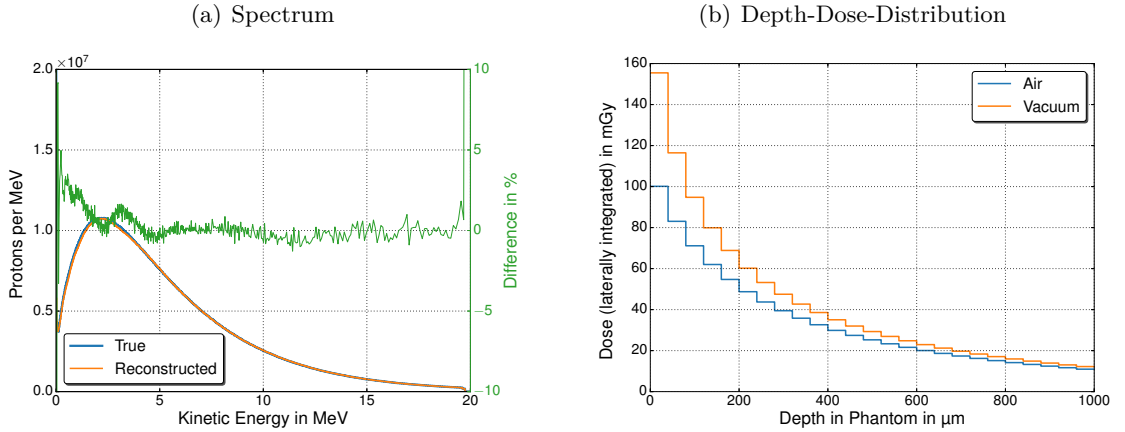 (a) Spectrum
×10⁷
2.0
1.5
1.0
0.5
0.0
0
5
10
15
20
10
5
0
−5
−10
Protons per MeV
Kinetic Energy in MeV
Difference in %
True
Reconstructed
(b) Depth-Dose-Distribution
160
140
120
100
80
60
40
20
0
0
200
400
600
800
1000
Dose (laterally integrated) in mGy
Depth in Phantom in µm
Air
Vacuum